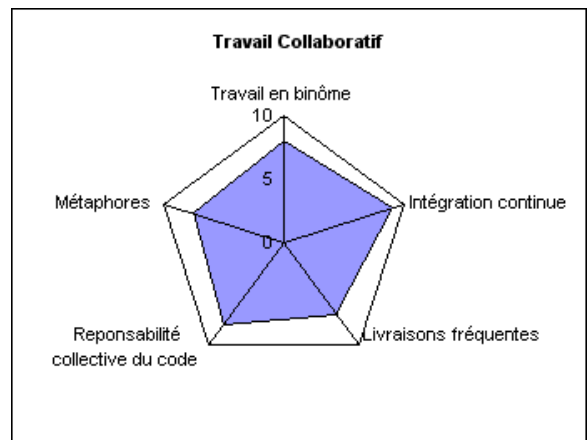 Travail Collaboratif
Travail en binôme
10
5
0
Métaphores
Intégration continue
Reponsabilité
collective du code
Livraisons fréquentes